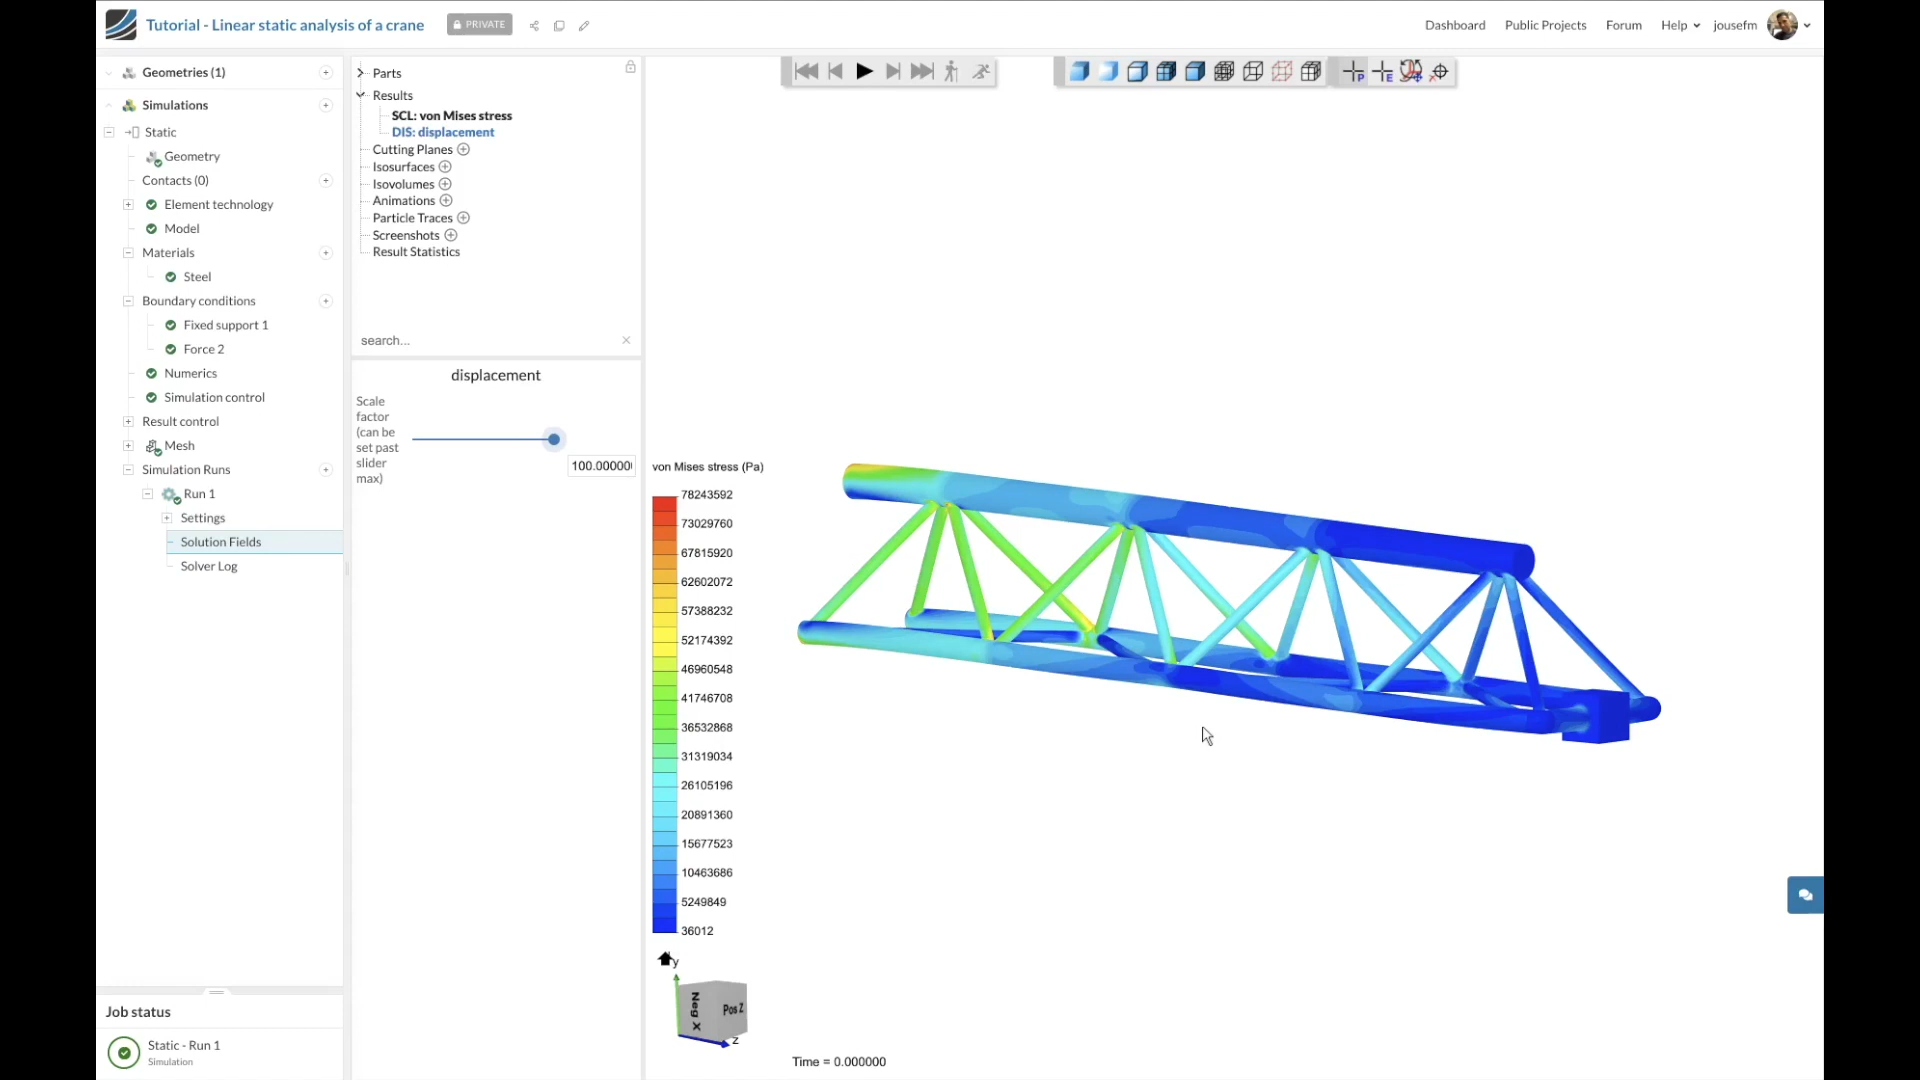 Tutorial - Linear static analysis of a crane
PRIVATE
Dashboard
Public Projects
Forum
Help
jousefm
Geometries (1)
Simulations
Static
Geometry
Contacts (0)
Element technology
Model
Materials
Steel
Boundary conditions
Fixed support 1
Force 2
Numerics
Simulation control
Result control
Mesh
Simulation Runs
Run 1
Settings
Solution Fields
Solver Log
Job status
Static - Run 1
Simulation
Parts
Results
SCL: von Mises stress
DIS: displacement
Cutting Planes
Isosurfaces
Isovolumes
Animations
Particle Traces
Screenshots
Result Statistics
search...
displacement
Scale
factor
(can be
set past
slider
max)
100.00000
P
E
von Mises stress (Pa)
78243592
73029760
67815920
62602072
57388232
52174392
46960548
41746708
36532868
31319034
26105196
20891360
15677523
10463686
5249849
36012
y
Neg X
Pos Z
z
Time = 0.000000